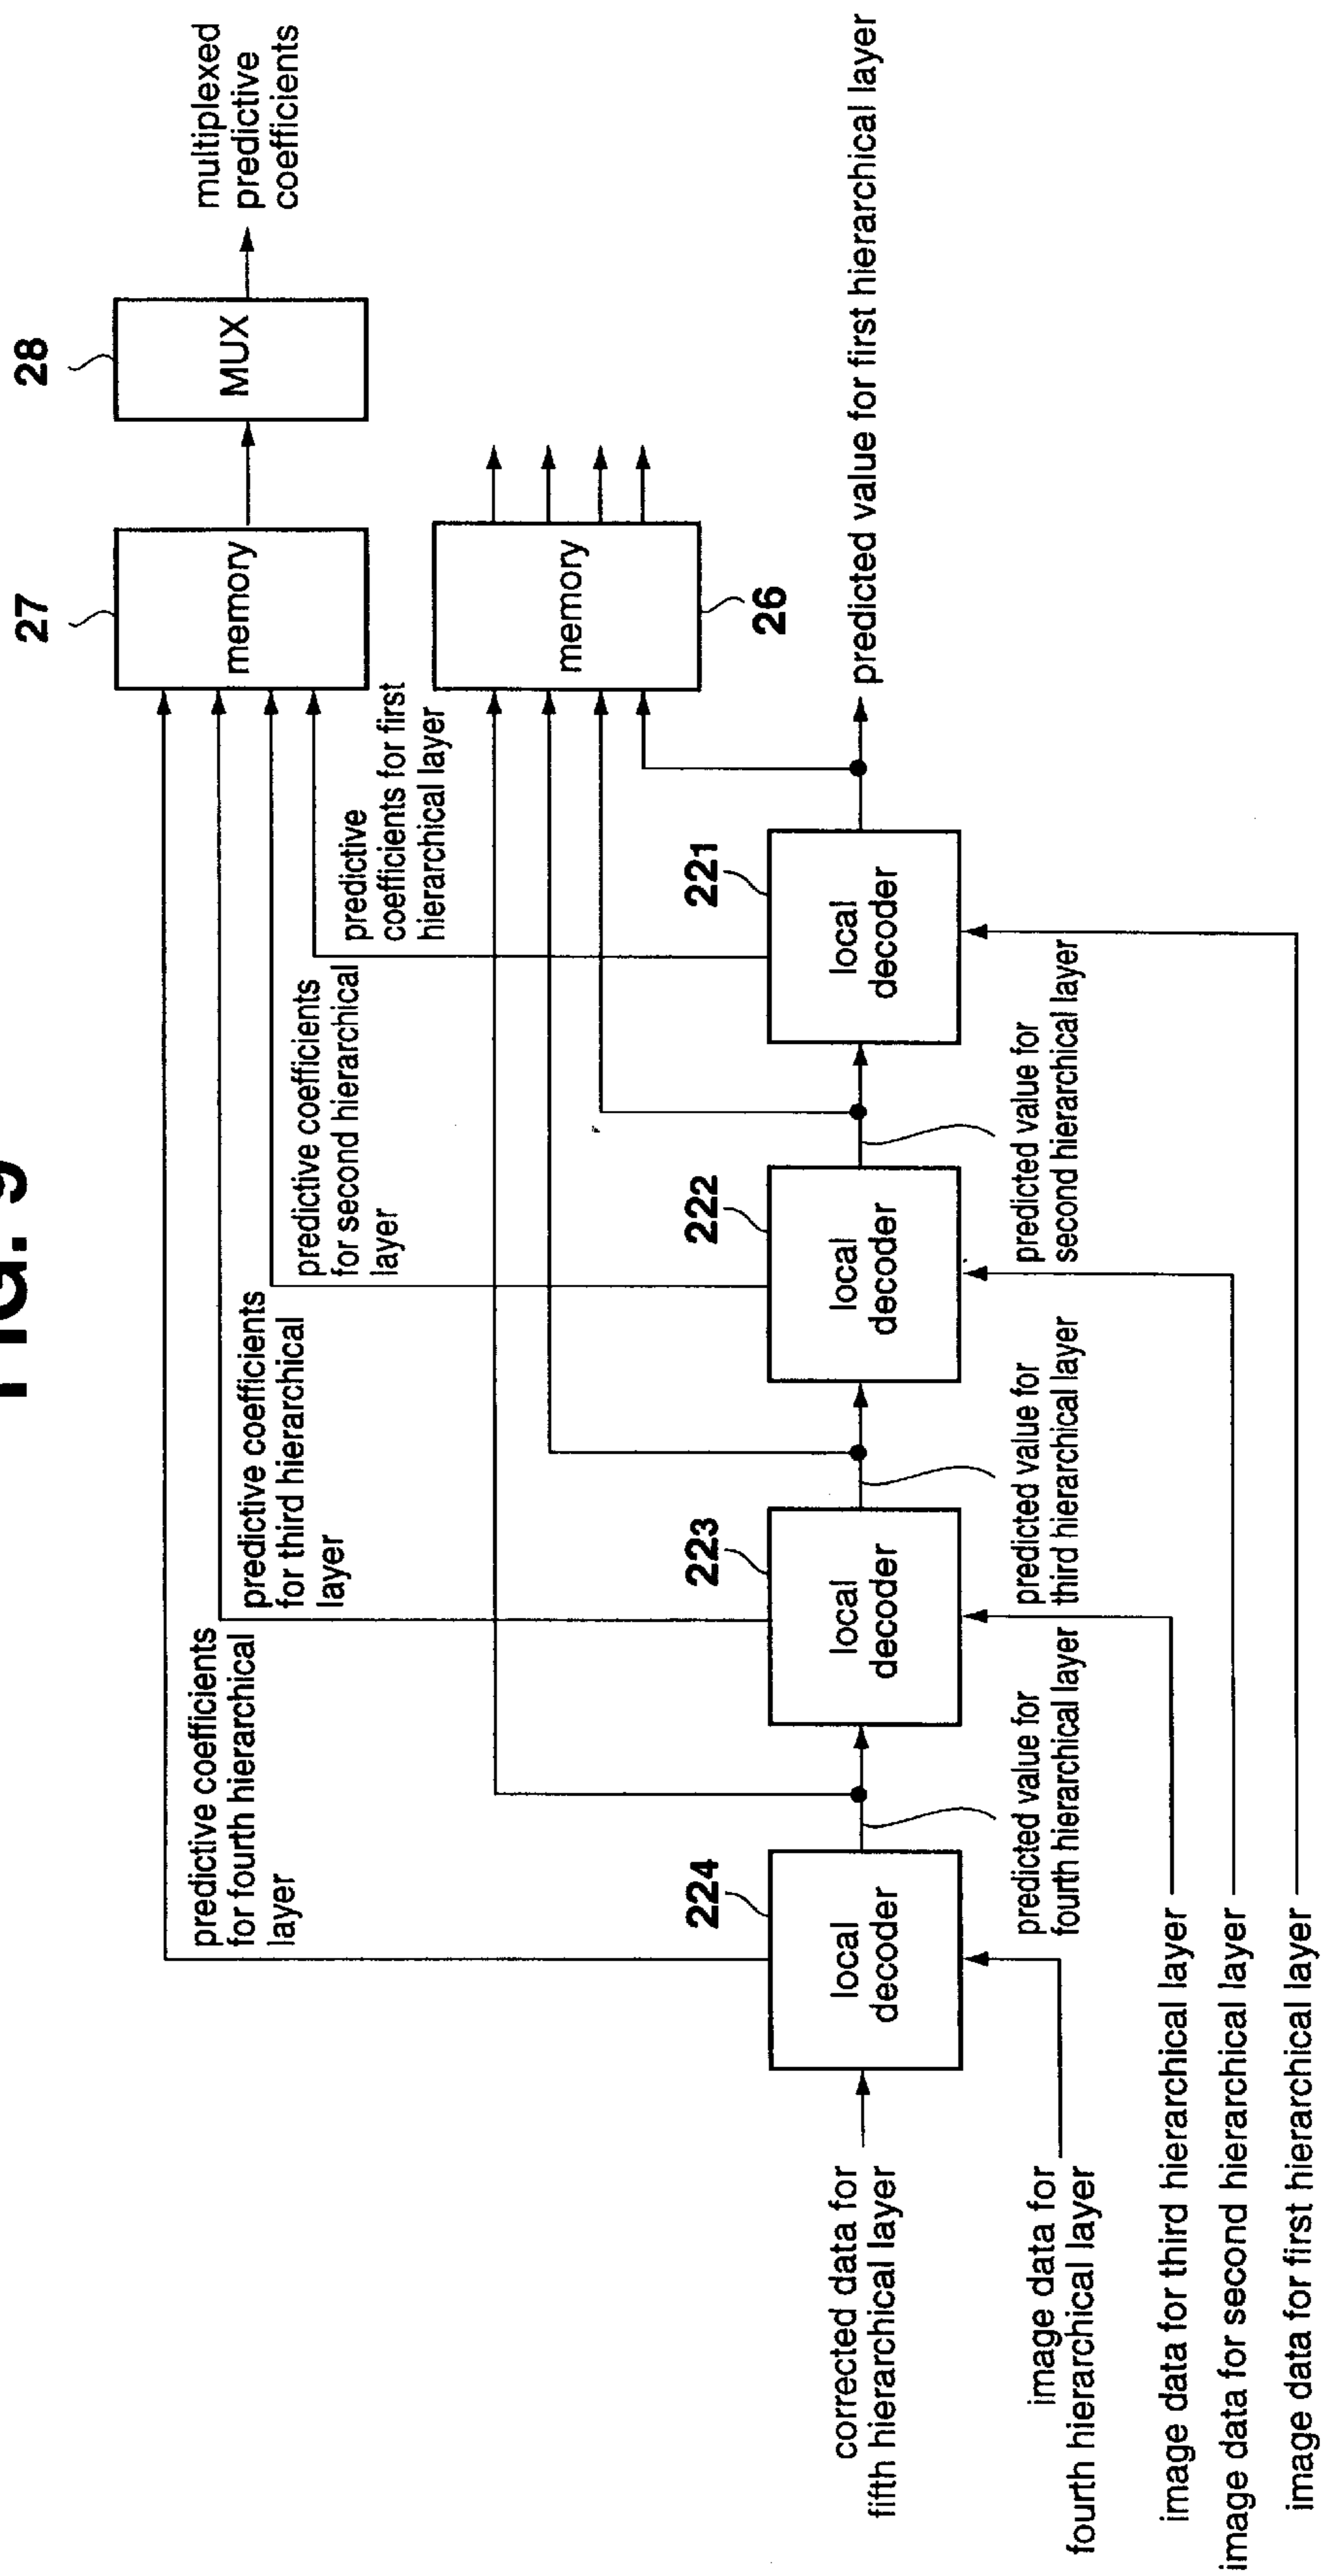 FIG. 9
27
28
memory
MUX
multiplexed
predictive
coefficients
predictive coefficients
for fourth hierarchical
layer
predictive coefficients
for third hierarchical
layer
predictive coefficients
for second hierarchical
layer
predictive
coefficients for first
hierarchical layer
memory
26
224
223
222
221
local
decoder
local
decoder
local
decoder
local
decoder
corrected data for
fifth hierarchical layer
predicted value for first hierarchical layer
image data for
fourth hierarchical layer
predicted value for
fourth hierarchical layer
predicted value for
third hierarchical layer
predicted value for
second hierarchical layer
image data for third hierarchical layer
image data for second hierarchical layer
image data for first hierarchical layer